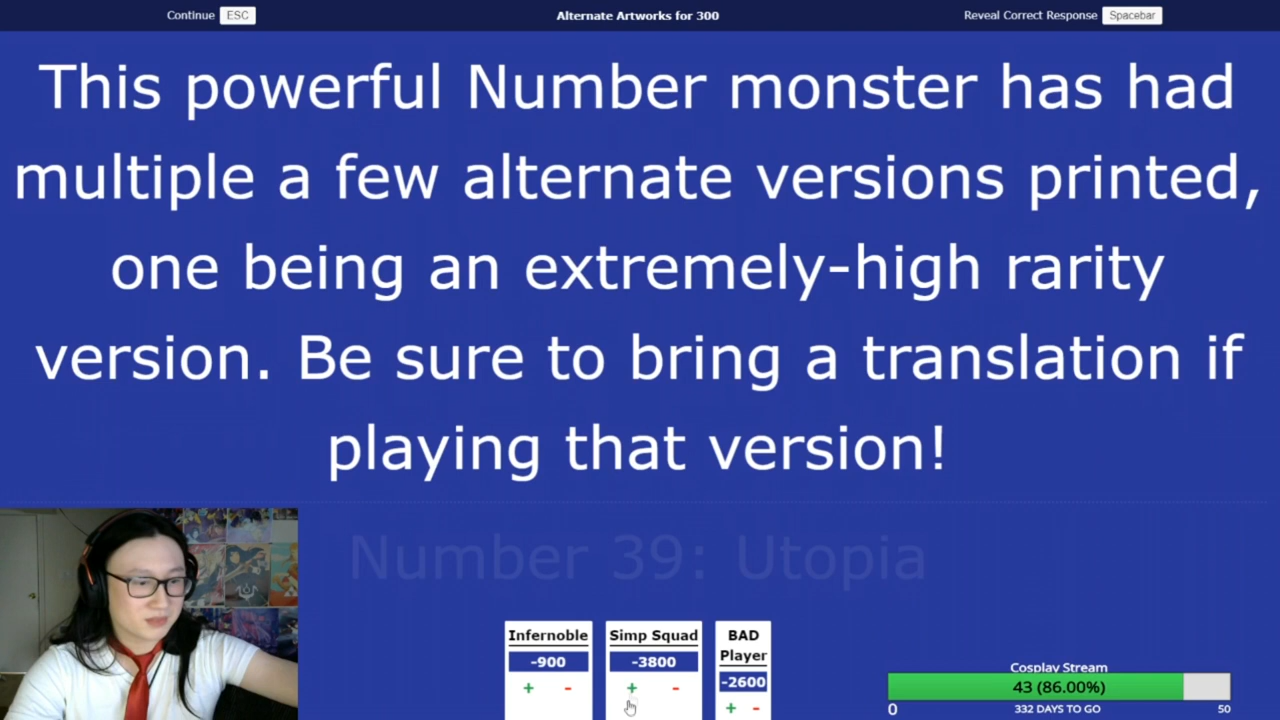 Continue ESC
Alternate Artworks for 300
Reveal Correct Response Spacebar
This powerful Number monster has had
multiple a few alternate versions printed,
one being an extremely-high rarity
version. Be sure to bring a translation if
playing that version!
Number 39: Utopia
Infernoble
-900
+ -
Simp Squad
-3800
+ -
BAD
Player
-2600
+ -
Cosplay Stream
43 (86.00%)
0 332 DAYS TO GO 50